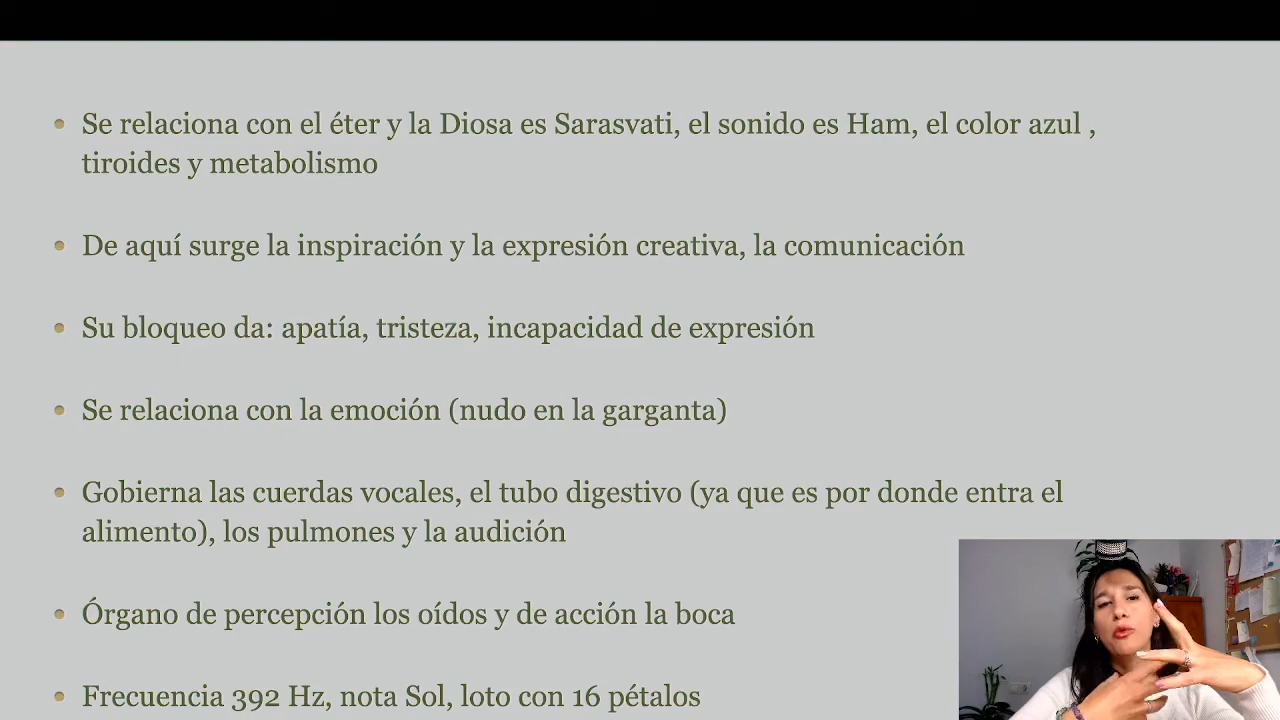 Se relaciona con el éter y la Diosa es Sarasvati, el sonido es Ham, el color azul ,
tiroides y metabolismo
De aquí surge la inspiración y la expresión creativa, la comunicación
Su bloqueo da: apatía, tristeza, incapacidad de expresión
Se relaciona con la emoción (nudo en la garganta)
Gobierna las cuerdas vocales, el tubo digestivo (ya que es por donde entra el
alimento), los pulmones y la audición
Órgano de percepción los oídos y de acción la boca
Frecuencia 392 Hz, nota Sol, loto con 16 pétalos